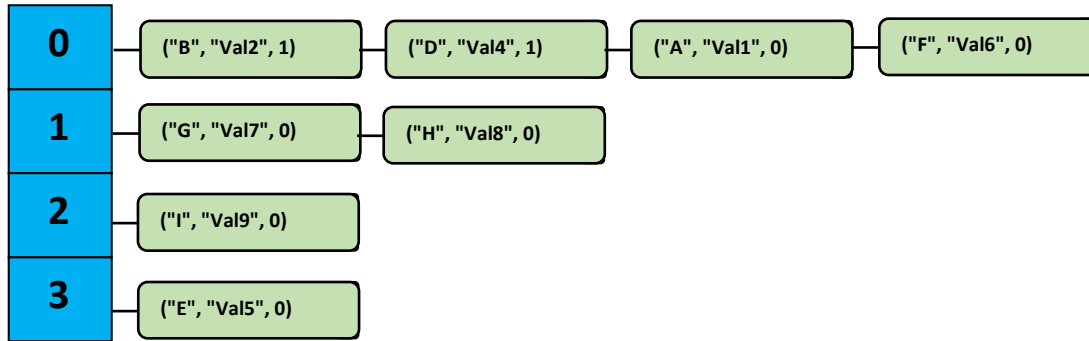 0 ("B", "Val2", 1) ("D", "Val4", 1) ("A", "Val1", 0) ("F", "Val6", 0)
1 ("G", "Val7", 0) ("H", "Val8", 0)
2 ("I", "Val9", 0)
3 ("E", "Val5", 0)